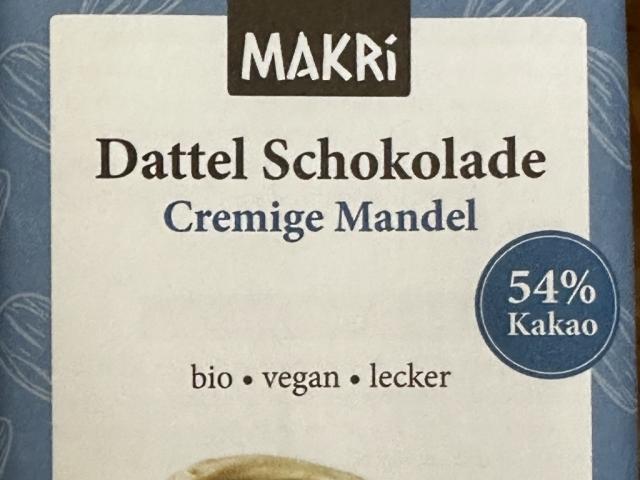 MAKRi
Dattel Schokolade
Cremige Mandel
54%
Kakao
bio • vegan • lecker